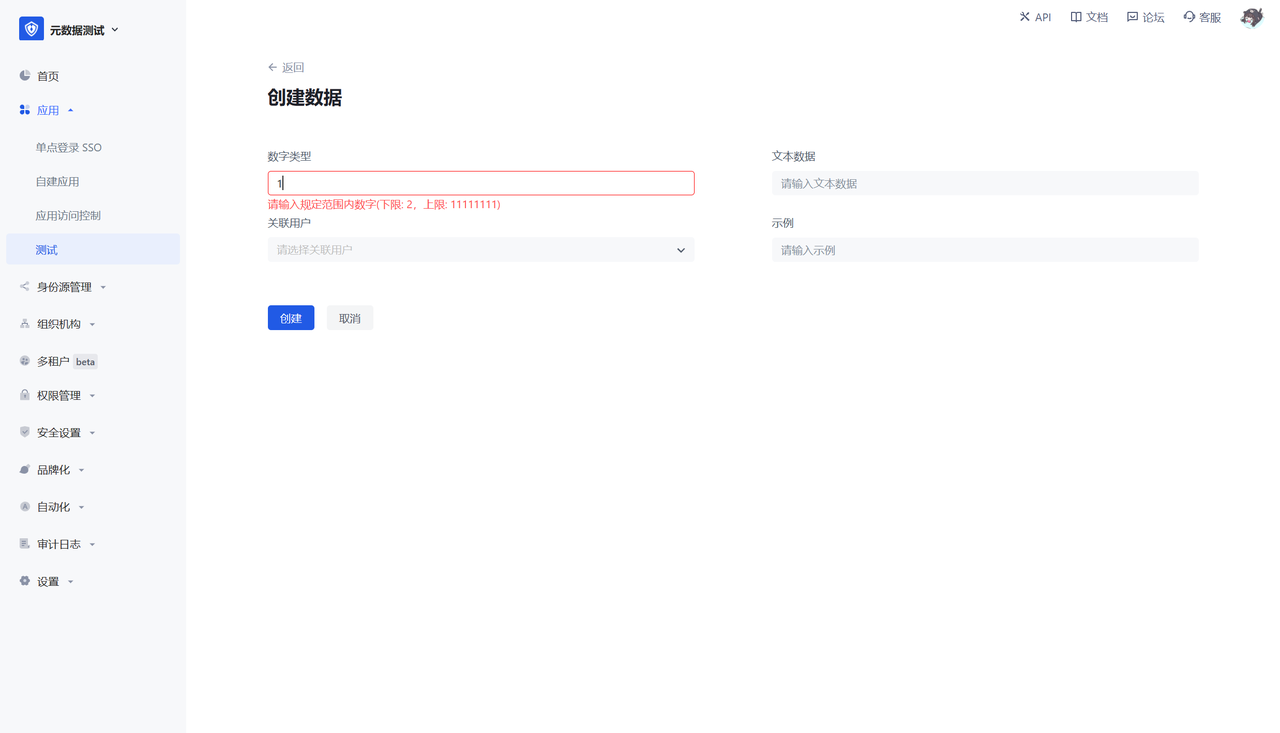 元数据测试
API 文档 论坛 客服
首页
应用
单点登录 SSO
自建应用
应用访问控制
测试
身份源管理
组织机构
多租户 beta
权限管理
安全设置
品牌化
自动化
审计日志
设置
返回
创建数据
数字类型
1
请输入规定范围内数字(下限: 2，上限: 11111111)
文本数据
请输入文本数据
关联用户
请选择关联用户
示例
请输入示例
创建 取消